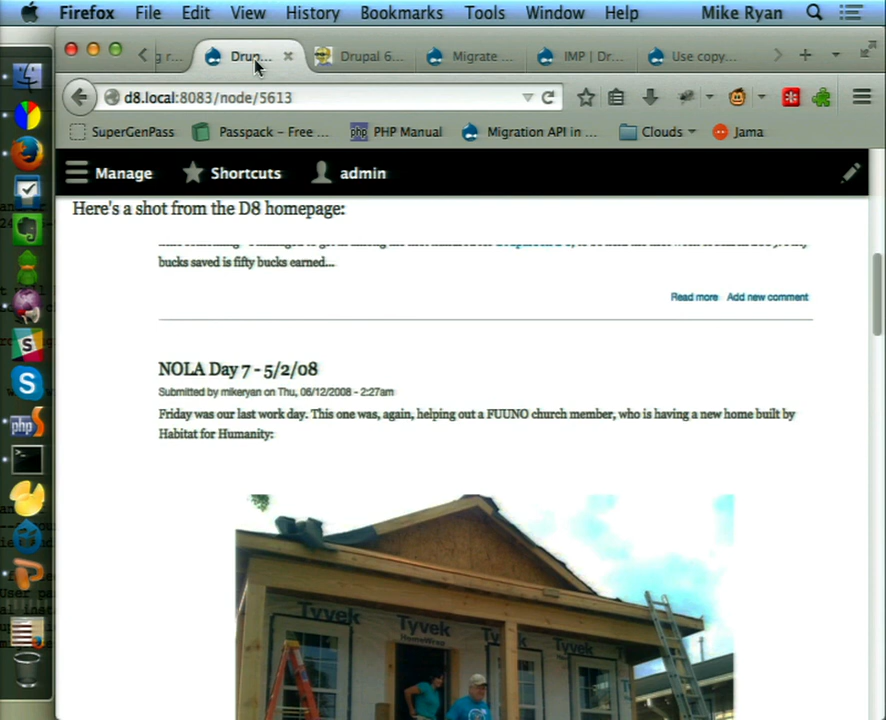 Firefox File Edit View History Bookmarks Tools Window Help Mike Ryan
g r... Drup... Drupal 6... Migrate ... IMP | Dr... Use copy...
d8.local:8083/node/5613
SuperGenPass Passpack - Free ... php PHP Manual Migration API in ... Clouds Jama
Manage Shortcuts admin
Here's a shot from the D8 homepage:
bucks saved is fifty bucks earned...
Read more Add new comment
NOLA Day 7 - 5/2/08
Submitted by mikeryan on Thu, 06/12/2008 - 2:27am
Friday was our last work day. This one was, again, helping out a FUUNO church member, who is having a new home built by
Habitat for Humanity:
Tyvek
HomeWrap
Tyvek
Tyvek
Tyvek
php